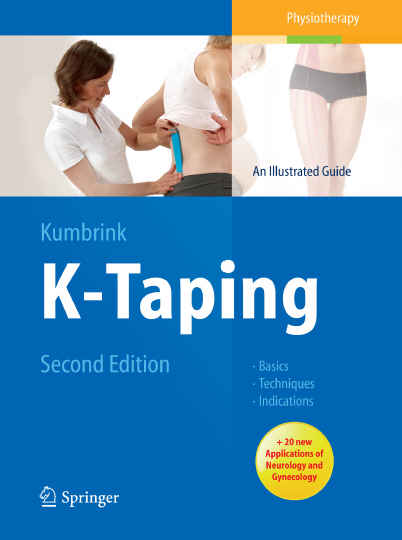 Physiotherapy
An Illustrated Guide
Kumbrink
K-Taping
Second Edition
· Basics
· Techniques
· Indications
+ 20 new
Applications of
Neurology and
Gynecology
Springer